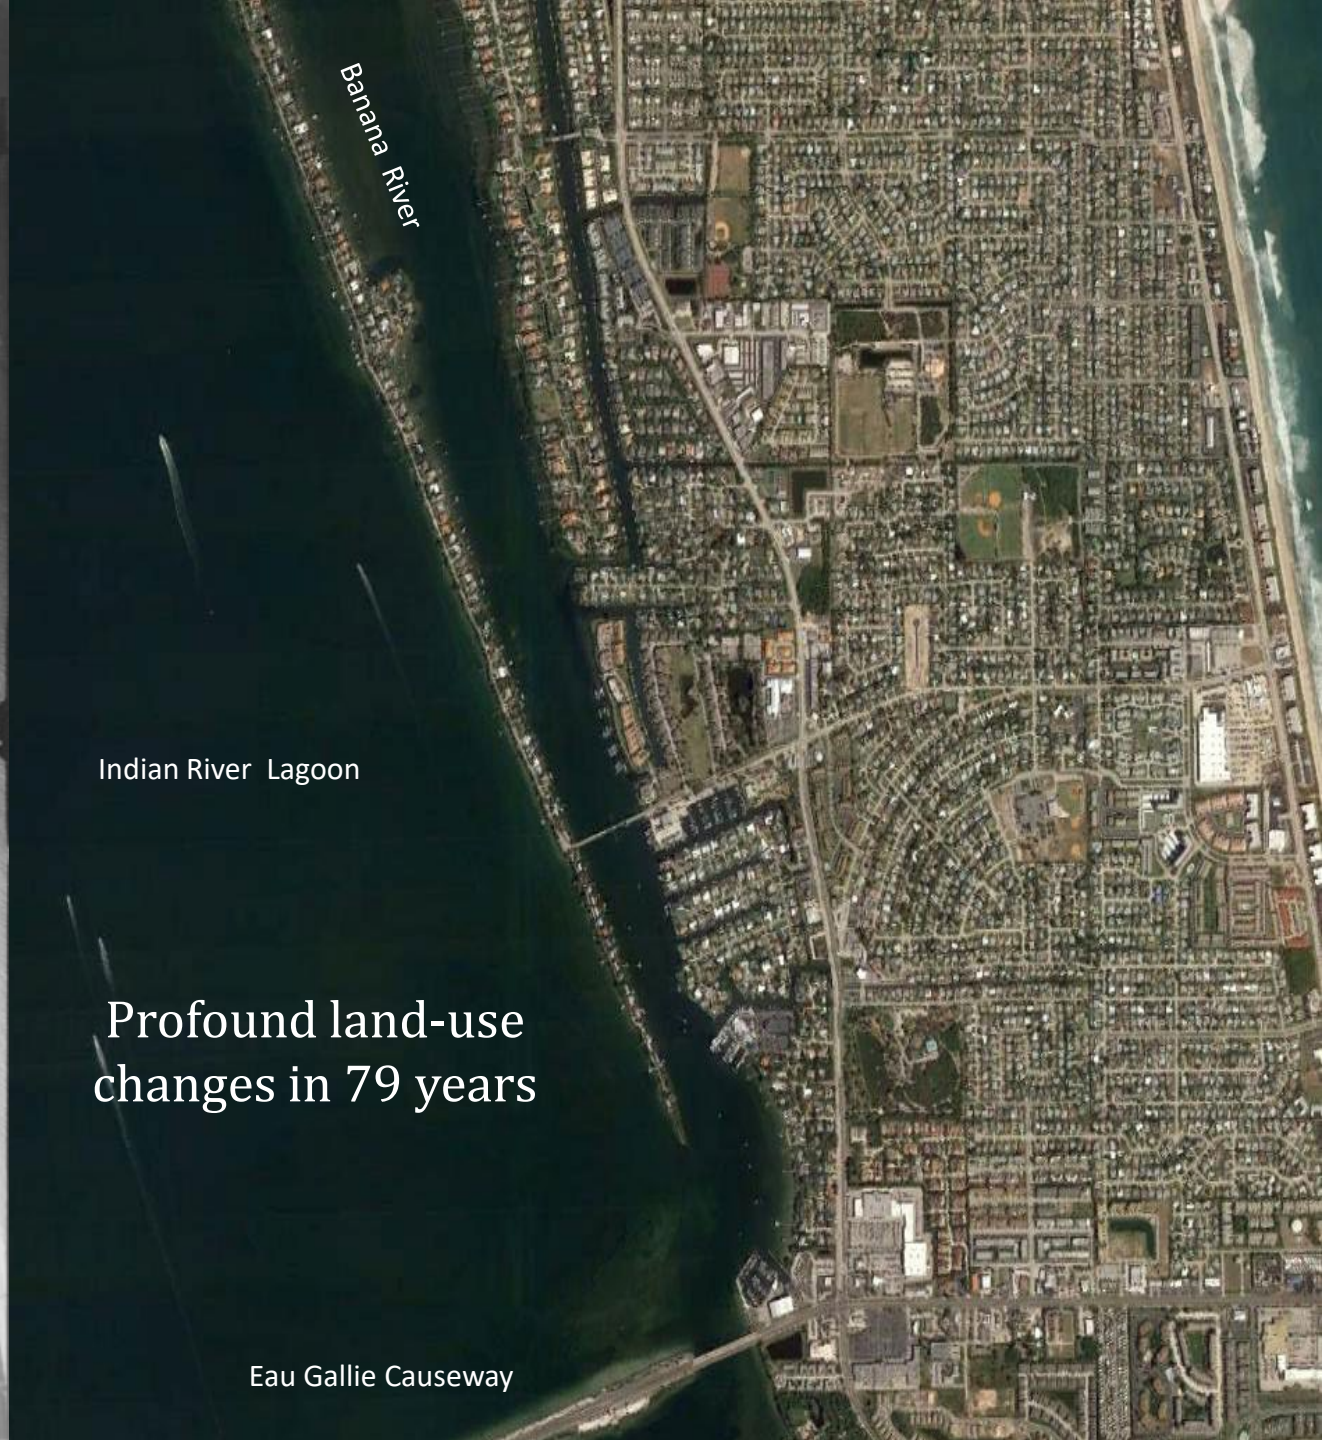 Banana River
Indian River Lagoon
Profound land-use
changes in 79 years
Eau Gallie Causeway